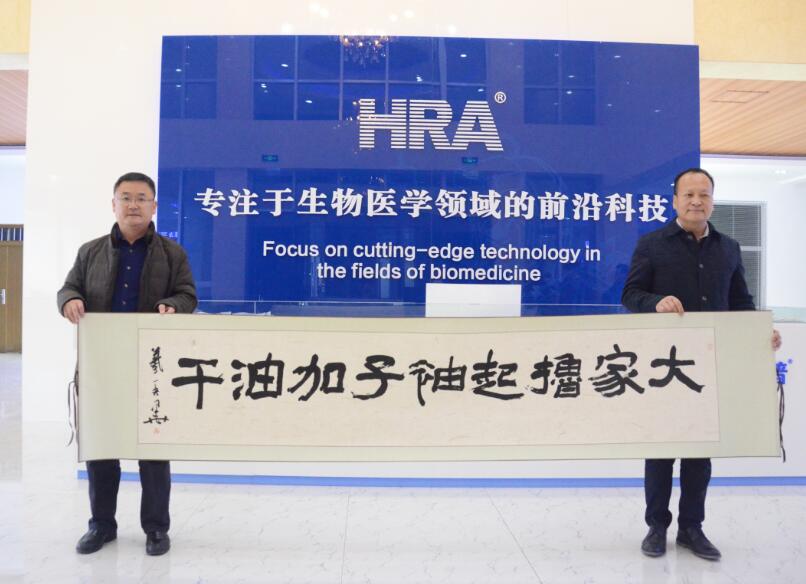 HRA®
专注于生物医学领域的前沿科技
Focus on cutting-edge technology in
the fields of biomedicine
大家擼起袖子加油干